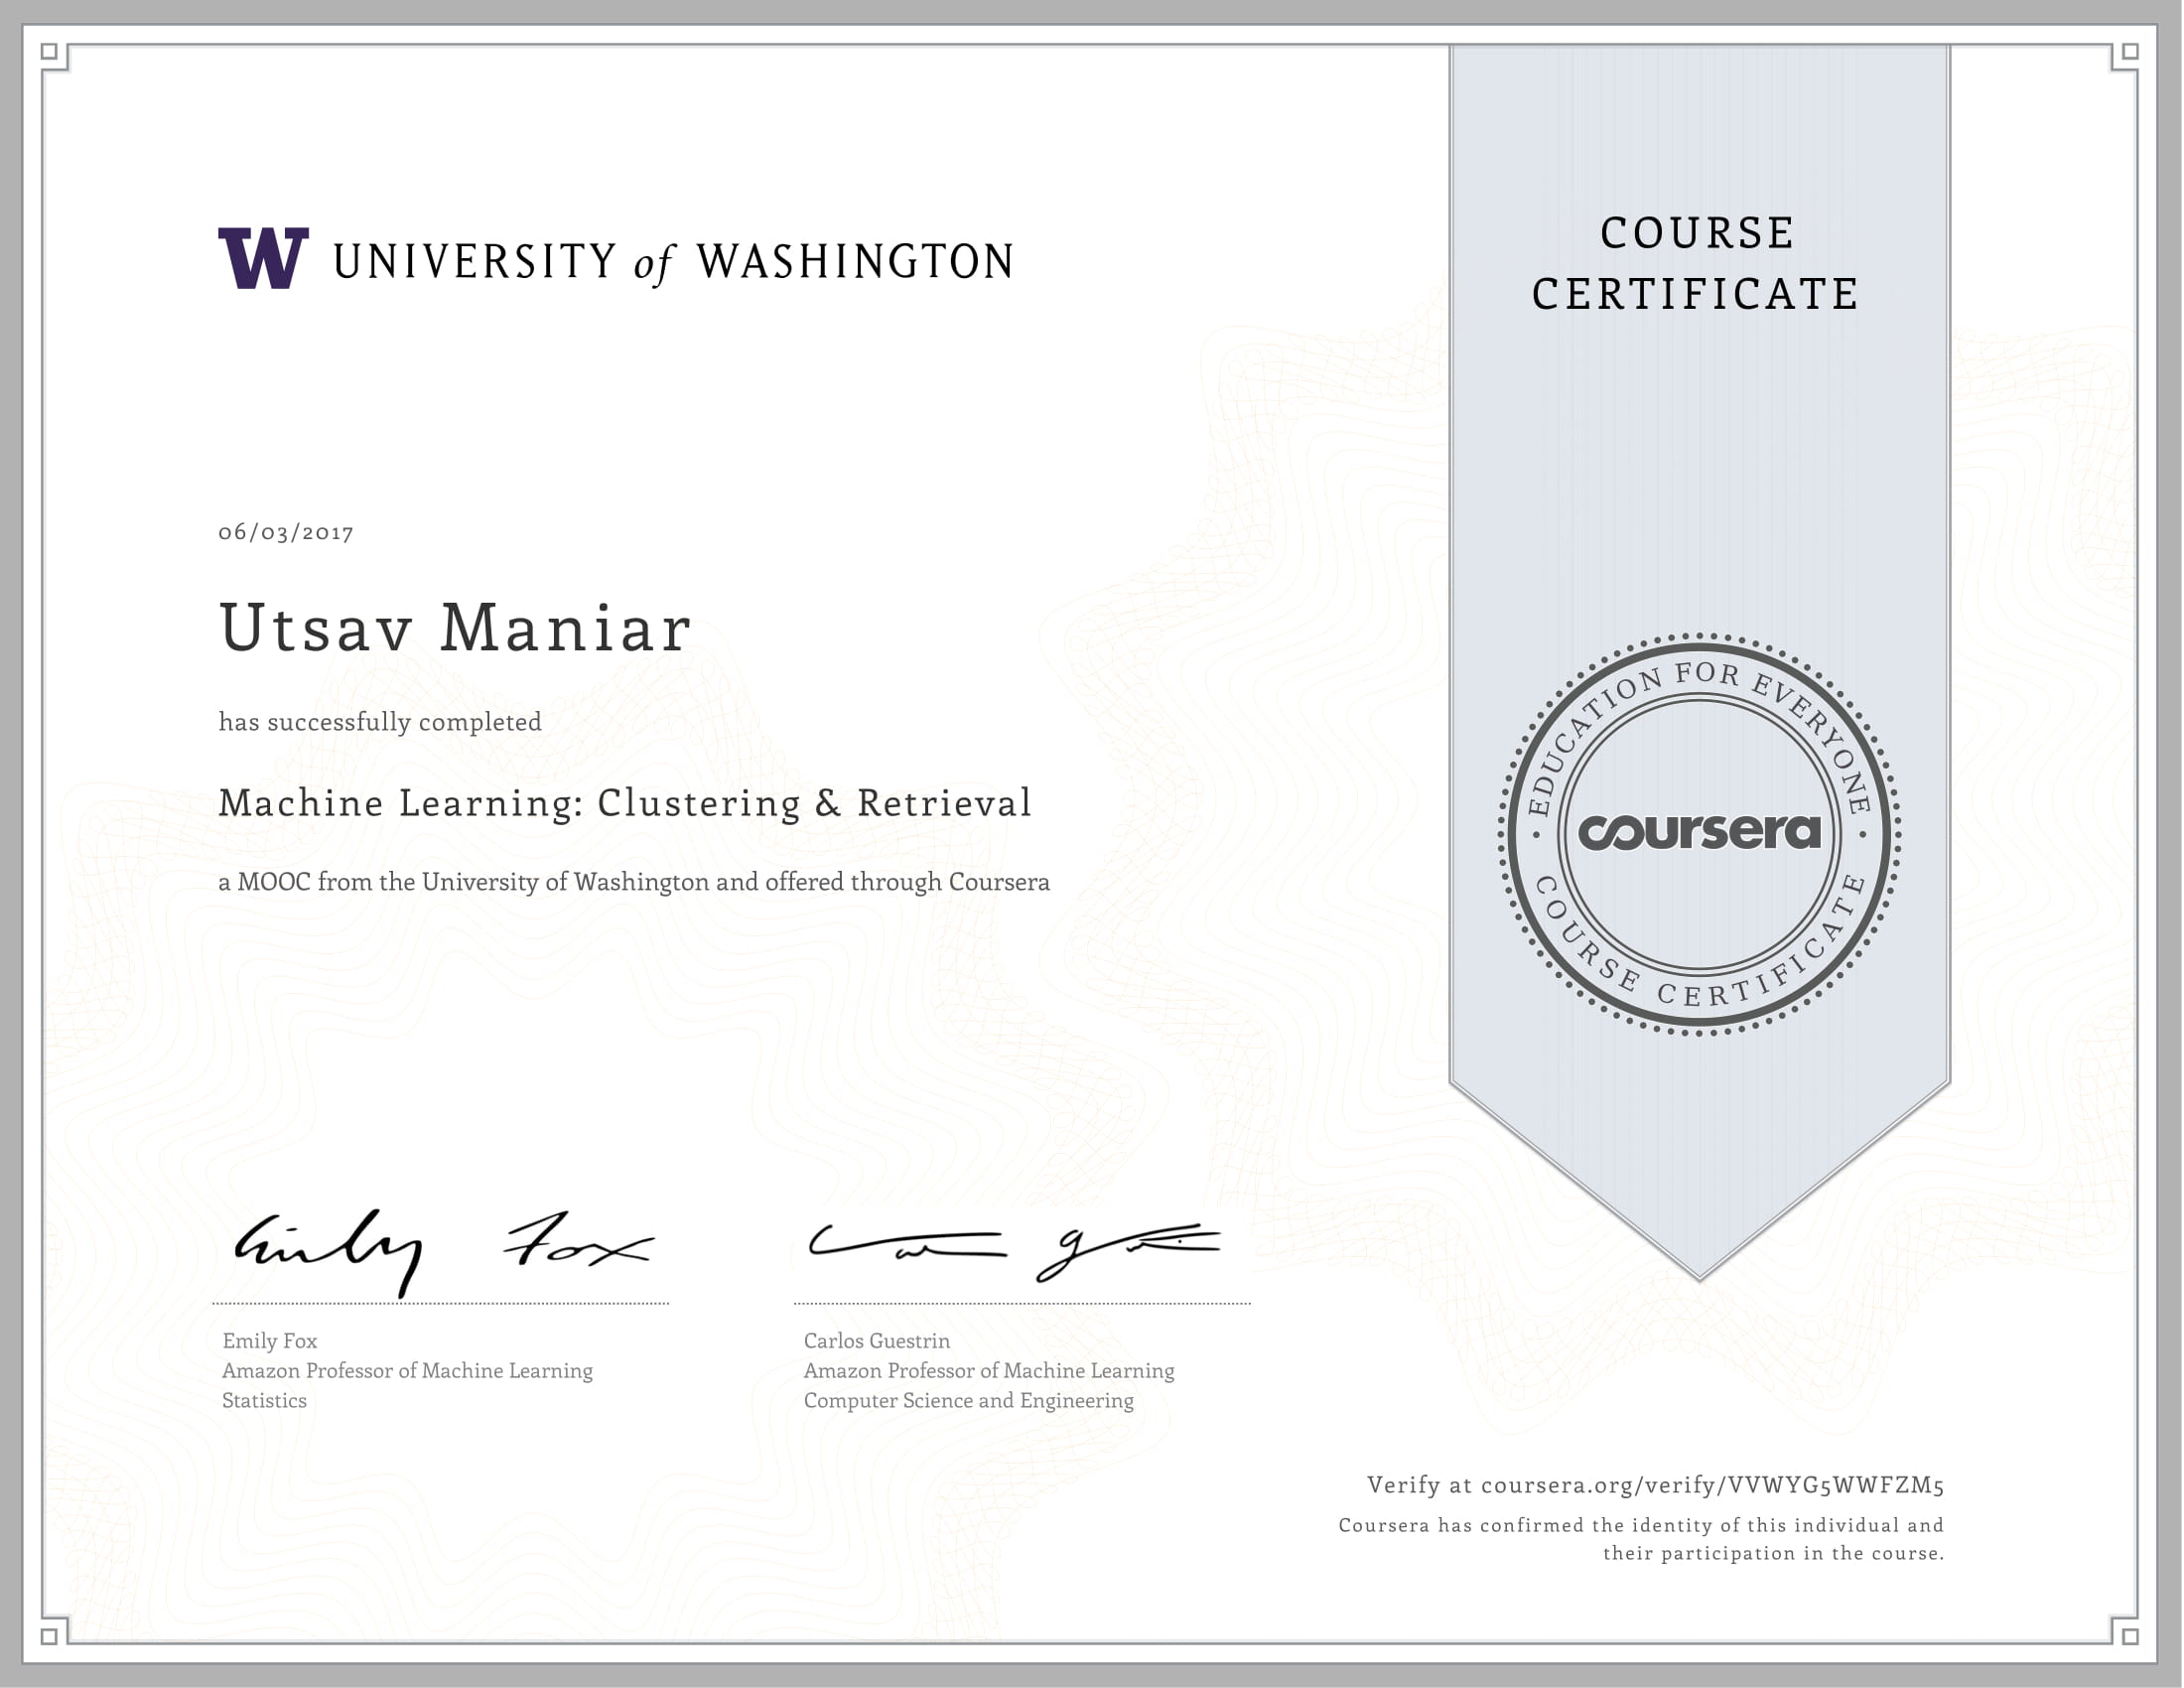 W UNIVERSITY of WASHINGTON
COURSE
CERTIFICATE
06/03/2017
Utsav Maniar
has successfully completed
Machine Learning: Clustering & Retrieval
a MOOC from the University of Washington and offered through Coursera
• EDUCATION FOR EVERYONE •
coursera
COURSE CERTIFICATE
Emily Fox
Emily Fox
Amazon Professor of Machine Learning
Statistics
Carlos Guestrin
Amazon Professor of Machine Learning
Computer Science and Engineering
Verify at coursera.org/verify/VVWYG5WWFZM5
Coursera has confirmed the identity of this individual and
their participation in the course.